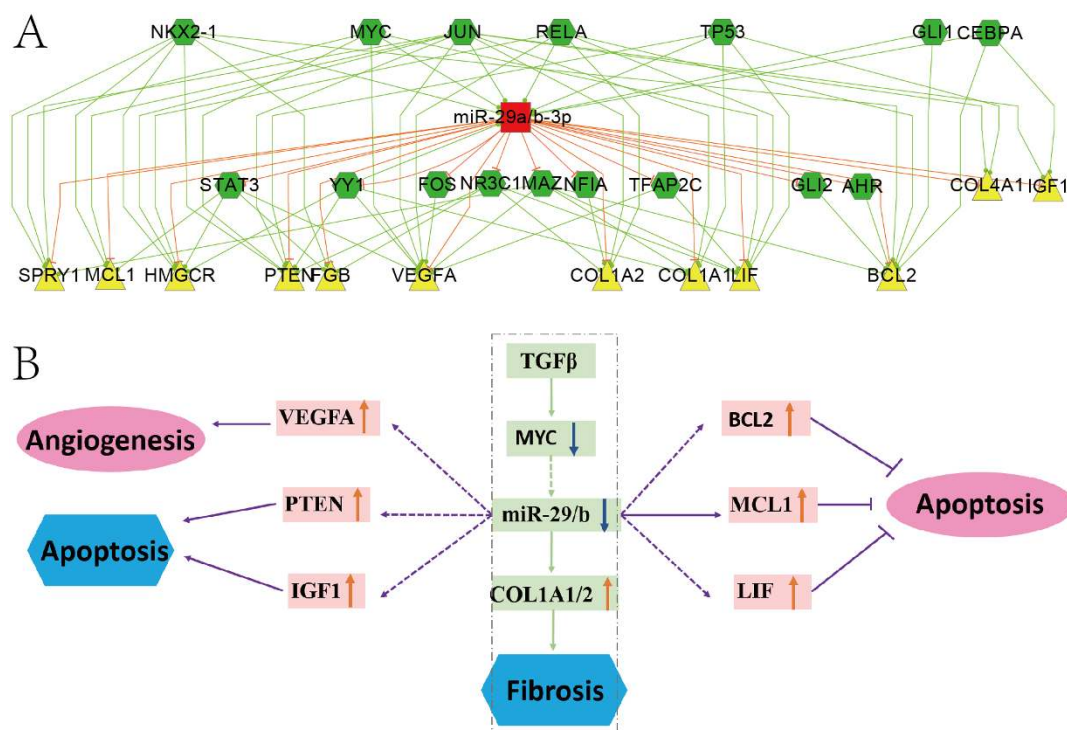 A
NKX2-1 MYC JUN RELA TP53 GLI1 CEBPA
miR-29a/b-3p
STAT3 YY1 FOS NR3C1 MAZ NFIA TFAP2C GLI2 AHR COL4A1 IGF1
SPRY1 MCL1 HMGCR PTEN FGB VEGFA COL1A2 COL1A1 LIF BCL2
B
TGFβ
VEGFA BCL2
Angiogenesis MYC
PTEN miR-29/b MCL1
Apoptosis Apoptosis
IGF1 COL1A1/2 LIF
Fibrosis